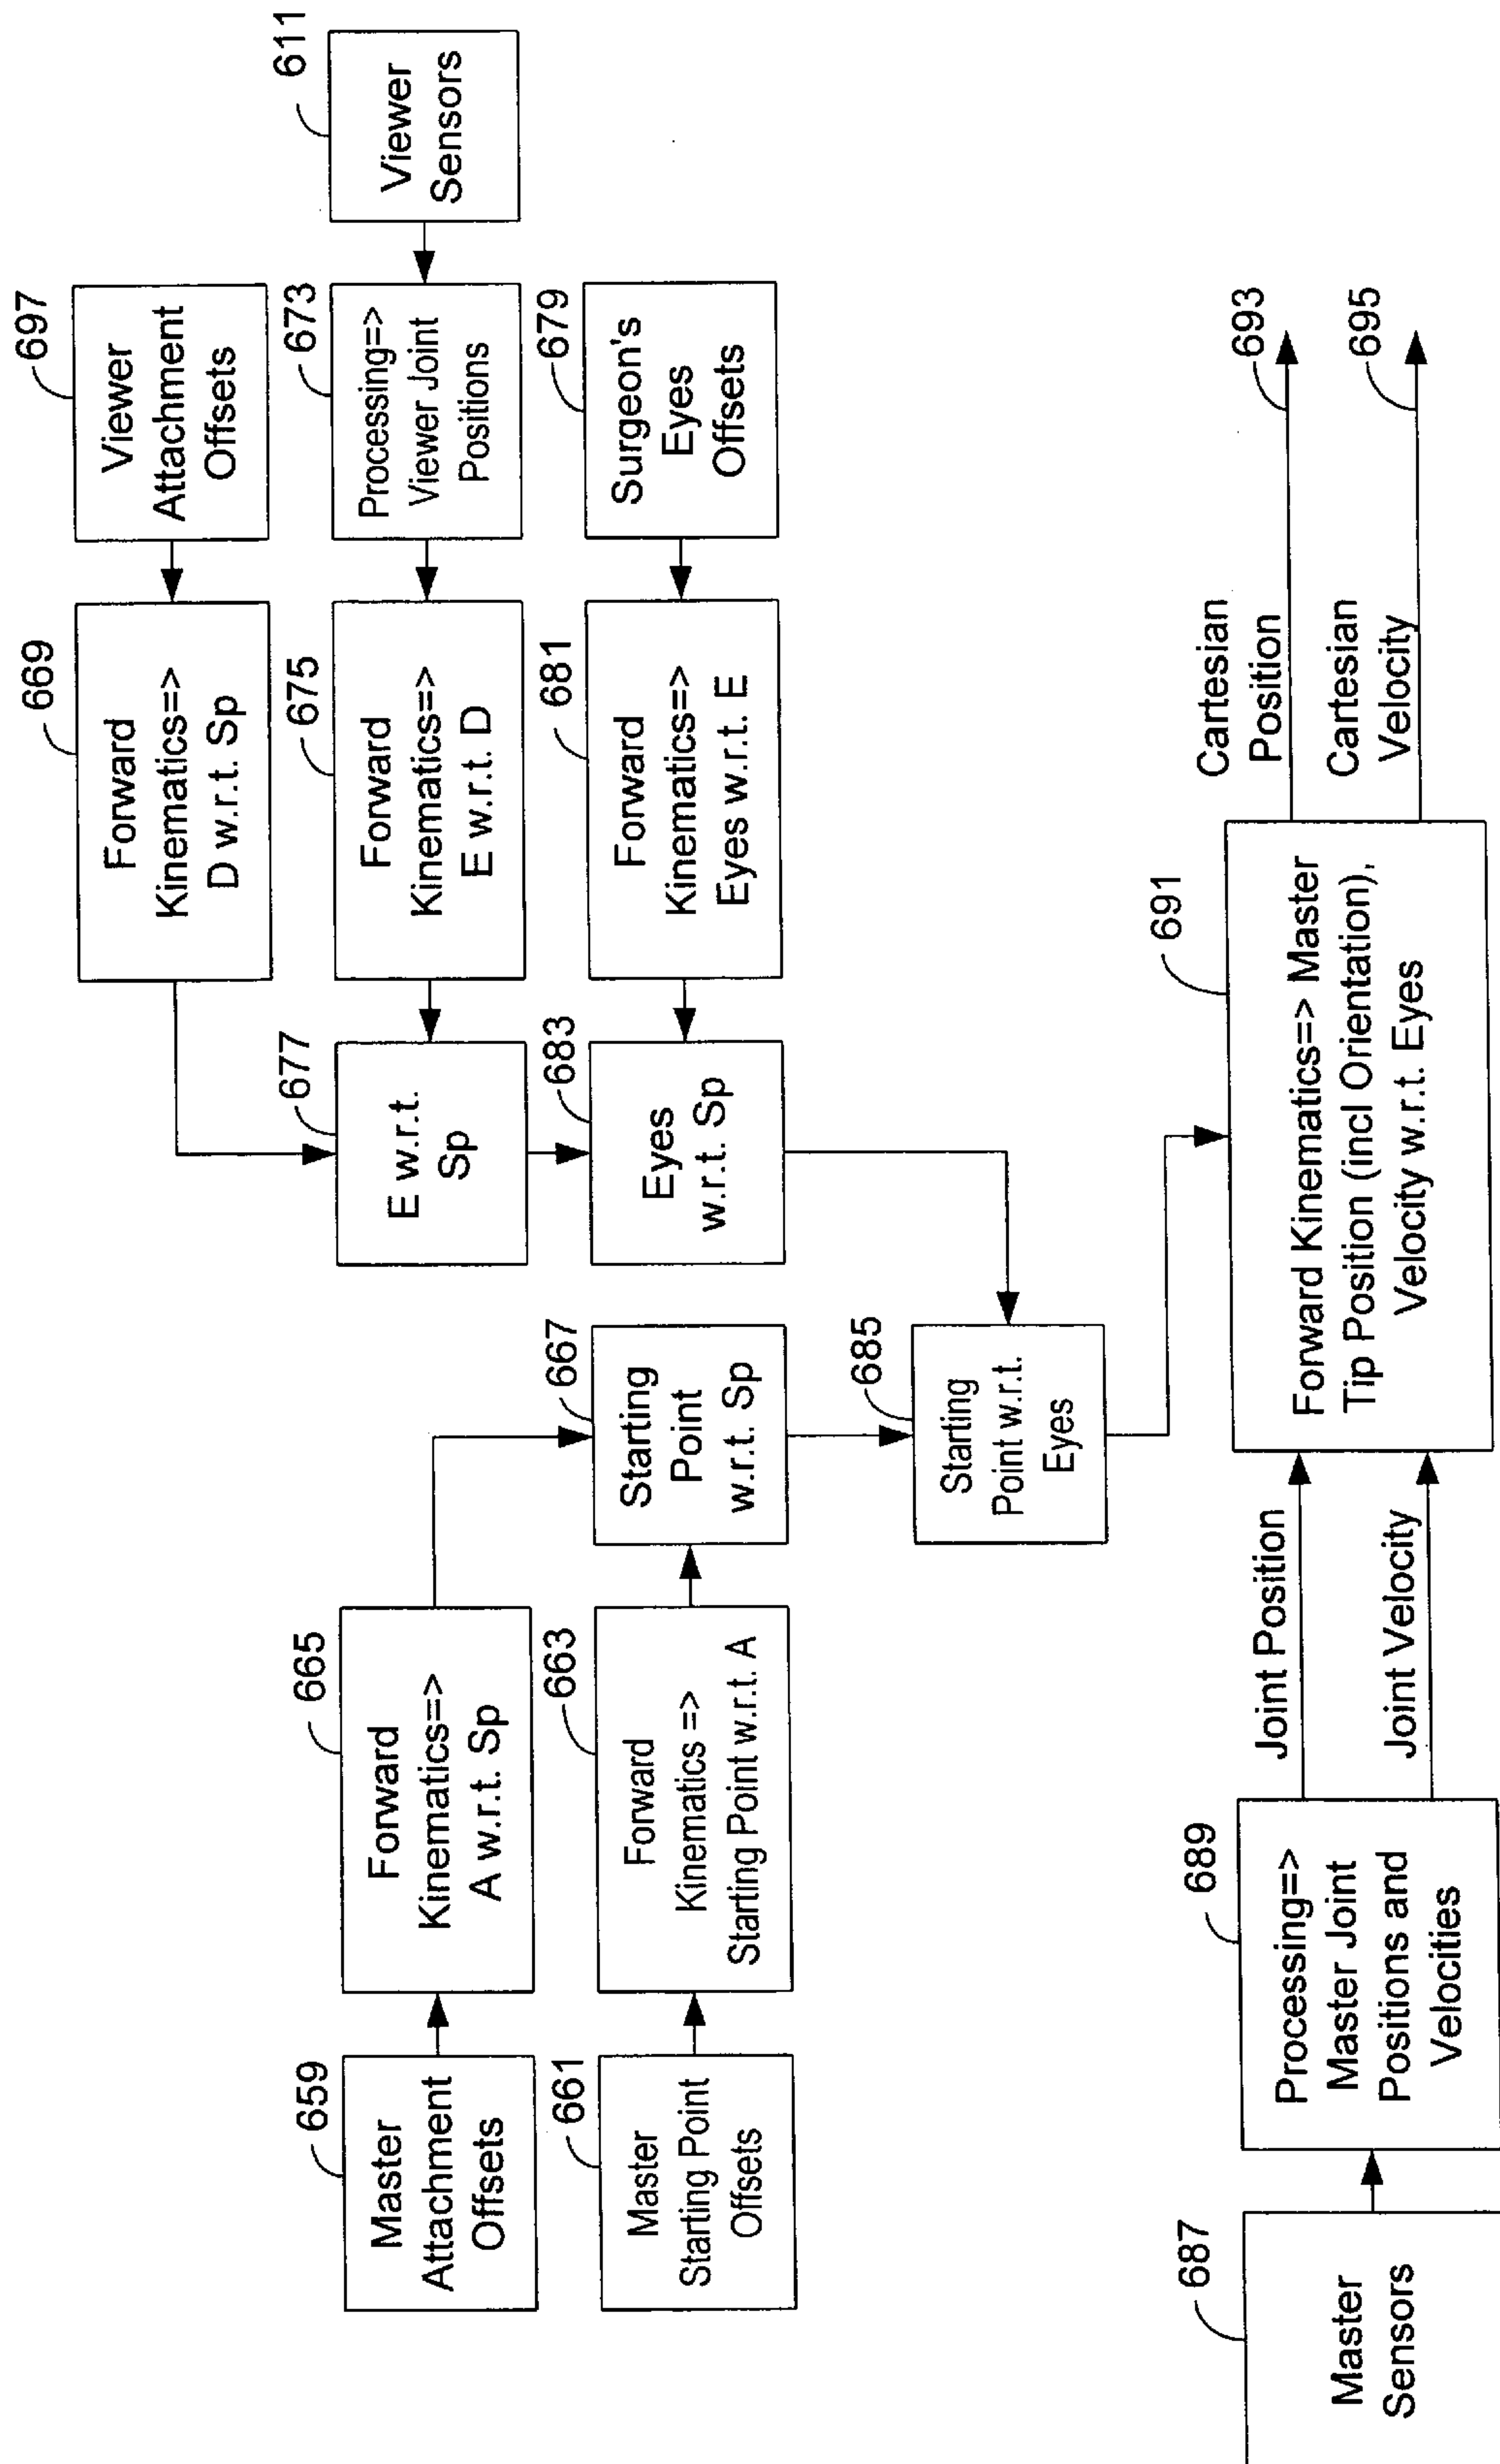 697
Viewer
Attachment
Offsets
669
Forward
Kinematics=>
D w.r.t. Sp
611
Viewer
Sensors
673
Processing=>
Viewer Joint
Positions
675
Forward
Kinematics=>
E w.r.t. D
677
E w.r.t.
Sp
679
Surgeon's
Eyes
Offsets
681
Forward
Kinematics=>
Eyes w.r.t. E
683
Eyes
w.r.t. Sp
659
Master
Attachment
Offsets
665
Forward
Kinematics=>
A w.r.t. Sp
661
Master
Starting Point
Offsets
663
Forward
Kinematics =>
Starting Point w.r.t. A
667
Starting
Point
w.r.t. Sp
685
Starting
Point w.r.t.
Eyes
687
Master
Sensors
689
Processing=>
Master Joint
Positions and
Velocities
Joint Position
Joint Velocity
691
Forward Kinematics=> Master
Tip Position (incl Orientation),
Velocity w.r.t. Eyes
Cartesian
Position
693
Cartesian
Velocity
695